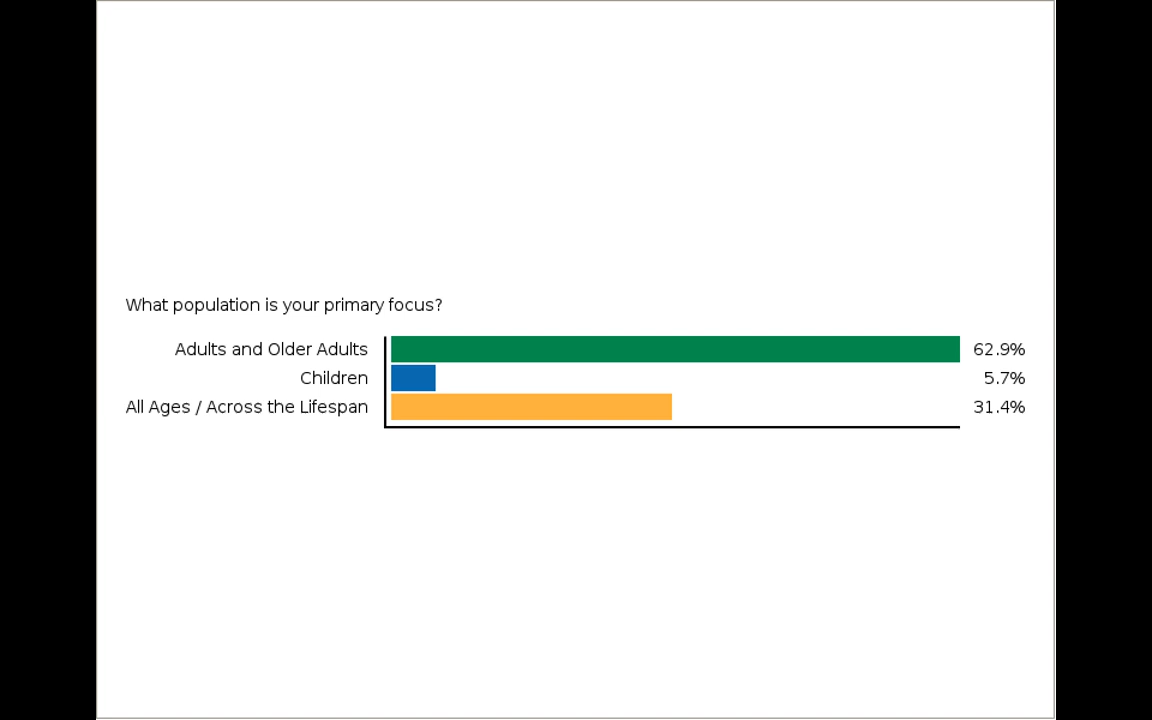 What population is your primary focus?
Adults and Older Adults 62.9%
Children 5.7%
All Ages / Across the Lifespan 31.4%